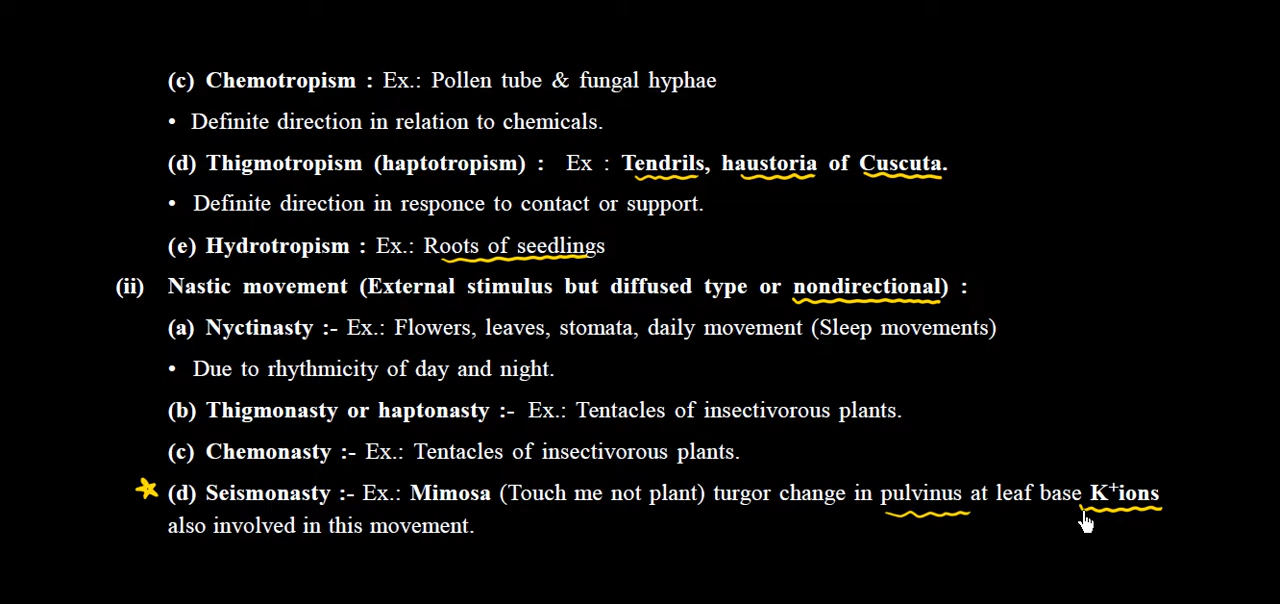 (c) Chemotropism : Ex.: Pollen tube & fungal hyphae
• Definite direction in relation to chemicals.
(d) Thigmotropism (haptotropism) : Ex : Tendrils, haustoria of Cuscuta.
• Definite direction in responce to contact or support.
(e) Hydrotropism : Ex.: Roots of seedlings
(ii) Nastic movement (External stimulus but diffused type or nondirectional) :
(a) Nyctinasty :- Ex.: Flowers, leaves, stomata, daily movement (Sleep movements)
• Due to rhythmicity of day and night.
(b) Thigmonasty or haptonasty :- Ex.: Tentacles of insectivorous plants.
(c) Chemonasty :- Ex.: Tentacles of insectivorous plants.
(d) Seismonasty :- Ex.: Mimosa (Touch me not plant) turgor change in pulvinus at leaf base K⁺ions
also involved in this movement.